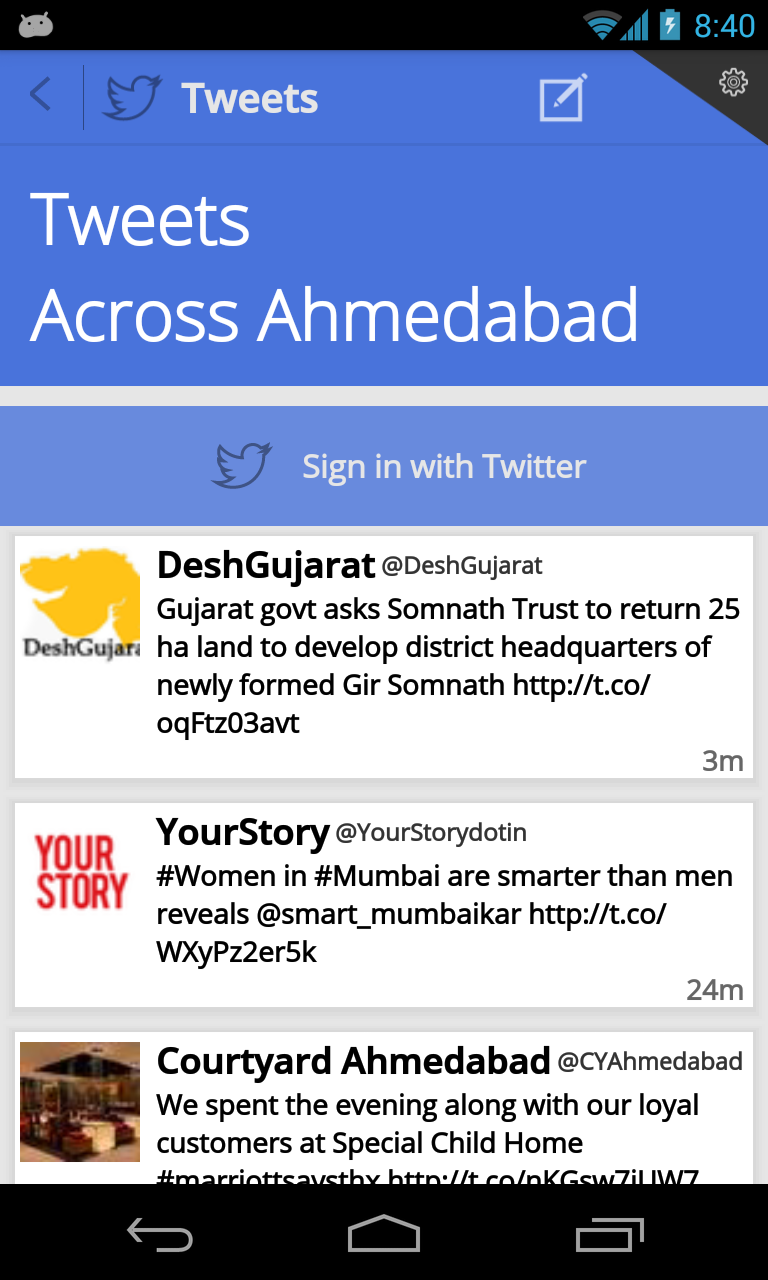 8:40
Tweets
Tweets
Across Ahmedabad
Sign in with Twitter
DeshGujarat @DeshGujarat
DeshGujara
Gujarat govt asks Somnath Trust to return 25
ha land to develop district headquarters of
newly formed Gir Somnath http://t.co/
oqFtz03avt
3m
YourStory @YourStorydotin
YOUR
STORY
#Women in #Mumbai are smarter than men
reveals @smart_mumbaikar http://t.co/
WXyPz2er5k
24m
Courtyard Ahmedabad @CYAhmedabad
We spent the evening along with our loyal
customers at Special Child Home
#marriottsaysthx